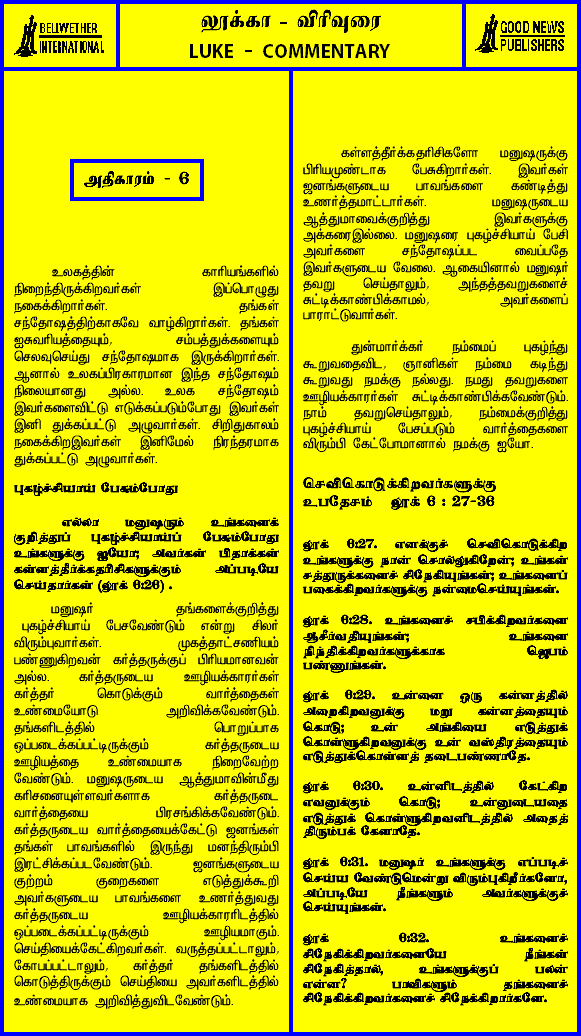 BELLWETHER
INTERNATIONAL
லூக்கா - விரிவுரை
LUKE - COMMENTARY
GOOD NEWS
PUBLISHERS
அதிகாரம் - 6
உலகத்தின் காரியங்களில்
நிறைந்திருக்கிறவர்கள் இப்பொழுது
நகைக்கிறார்கள். தங்கள்
சந்தோஷத்திற்காகவே வாழ்கிறார்கள். தங்கள்
ஐசுவரியத்தையும், சம்பத்துக்களையும்
செலவுசெய்து சந்தோஷமாக இருக்கிறார்கள்.
ஆனால் உலகப்பிரகாரமான இந்த சந்தோஷம்
நிலையானது அல்ல. உலக சந்தோஷம்
இவர்களைவிட்டு எடுக்கப்படும்போது இவர்கள்
இனி துக்கப்பட்டு அழுவார்கள். சிறிதுகாலம்
நகைக்கிறஇவர்கள் இனிமேல் நிரந்தரமாக
துக்கப்பட்டு அழுவார்கள்.
புகழ்ச்சியாய் பேசும்போது
எல்லா மனுஷரும் உங்களைக்
குறித்துப் புகழ்ச்சியாய்ப் பேசும்போது
உங்களுக்கு ஐயோ; அவர்கள் பிதாக்கள்
கள்ளத்தீர்க்கதரிசிகளுக்கும் அப்படியே
செய்தார்கள் (லூக் 6:26) .
மனுஷர் தங்களைக்குறித்து
புகழ்ச்சியாய் பேசவேண்டும் என்று சிலர்
விரும்புவார்கள். முகத்தாட்சணியம்
பண்ணுகிறவன் கர்த்தருக்குப் பிரியமானவன்
அல்ல. கர்த்தருடைய ஊழியக்காரர்கள்
கர்த்தர் கொடுக்கும் வார்த்தைகள்
உண்மையோடு அறிவிக்கவேண்டும்.
தங்களிடத்தில் பொறுப்பாக
ஒப்படைக்கப்பட்டிருக்கும் கர்த்தருடைய
ஊழியத்தை உண்மையாக நிறைவேற்ற
வேண்டும். மனுஷருடைய ஆத்துமாவின்மீது
கரிசனையுள்ளவர்களாக கர்த்தருடை
வார்த்தையை பிரசங்கிக்கவேண்டும்.
கர்த்தருடைய வார்த்தையைக்கேட்டு ஜனங்கள்
தங்கள் பாவங்களில் இருந்து மனந்திரும்பி
இரட்சிக்கப்படவேண்டும். ஜனங்களுடைய
குற்றம் குறைகளை எடுத்துக்கூறி
அவர்களுடைய பாவங்களை உணர்த்துவது
கர்த்தருடைய ஊழியக்காரரிடத்தில்
ஒப்படைக்கப்பட்டிருக்கும் ஊழியமாகும்.
செய்தியைக்கேட்கிறவர்கள். வருத்தப்பட்டாலும்,
கோபப்பட்டாலும், கர்த்தர் தங்களிடத்தில்
கொடுத்திருக்கும் செய்தியை அவர்களிடத்தில்
உண்மையாக அறிவித்துவிடவேண்டும்.
கள்ளத்தீர்க்கதரிசிகளோ மனுஷருக்கு
பிரியமுண்டாக பேசுகிறார்கள். இவர்கள்
ஜனங்களுடைய பாவங்களை கண்டித்து
உணர்த்தமாட்டார்கள். மனுஷருடைய
ஆத்துமாவைக்குறித்து இவர்களுக்கு
அக்கரைஇல்லை. மனுஷரை புகழ்ச்சியாய் பேசி
அவர்களை சந்தோஷப்பட வைப்பதே
இவர்களுடைய வேலை. ஆகையினால் மனுஷர்
தவறு செய்தாலும், அந்தத்தவறுகளைச்
சுட்டிக்காண்பிக்காமல், அவர்களைப்
பாராட்டுவார்கள்.
துன்மார்க்கர் நம்மைப் புகழ்ந்து
கூறுவதைவிட, ஞானிகள் நம்மை கடிந்து
கூறுவது நமக்கு நல்லது. நமது தவறுகளை
ஊழியக்காரர்கள் சுட்டிக்காண்பிக்கவேண்டும்.
நாம் தவறுசெய்தாலும், நம்மைக்குறித்து
புகழ்ச்சியாய் பேசப்படும் வார்த்தைகளை
விரும்பி கேட்போமானால் நமக்கு ஐயோ.
செவிகொடுக்கிறவர்களுக்கு
உபதேசம் லூக் 6 : 27-36
லூக் 6:27. எனக்குச் செவிகொடுக்கிற
உங்களுக்கு நான் சொல்லுகிறேன்; உங்கள்
சத்துருக்களைச் சிநேகியுங்கள்; உங்களைப்
பகைக்கிறவர்களுக்கு நன்மைசெய்யுங்கள்.
லூக் 6:28. உங்களைச் சபிக்கிறவர்களை
ஆசீர்வதியுங்கள்; உங்களை
நிந்திக்கிறவர்களுக்காக ஜெபம்
பண்ணுங்கள்.
லூக் 6:29. உன்னை ஒரு கன்னத்தில்
அறைகிறவனுக்கு மறு கன்னத்தையும்
கொடு; உன் அங்கியை எடுத்துக்
கொள்ளுகிறவனுக்கு உன் வஸ்திரத்தையும்
எடுத்துக்கொள்ளத் தடைபண்ணாதே.
லூக் 6:30. உன்னிடத்தில் கேட்கிற
எவனுக்கும் கொடு; உன்னுடையதை
எடுத்துக் கொள்ளுகிறவனிடத்தில் அதைத்
திரும்பக் கேளாதே.
லூக் 6:31. மனுஷர் உங்களுக்கு எப்படிச்
செய்ய வேண்டுமென்று விரும்புகிறீர்களோ,
அப்படியே நீங்களும் அவர்களுக்குச்
செய்யுங்கள்.
லூக் 6:32. உங்களைச்
சிநேகிக்கிறவர்களையே நீங்கள்
சிநேகித்தால், உங்களுக்குப் பலன்
என்ன? பாவிகளும் தங்களைச்
சிநேகிக்கிறவர்களைச் சிநேக்கிறார்களே.